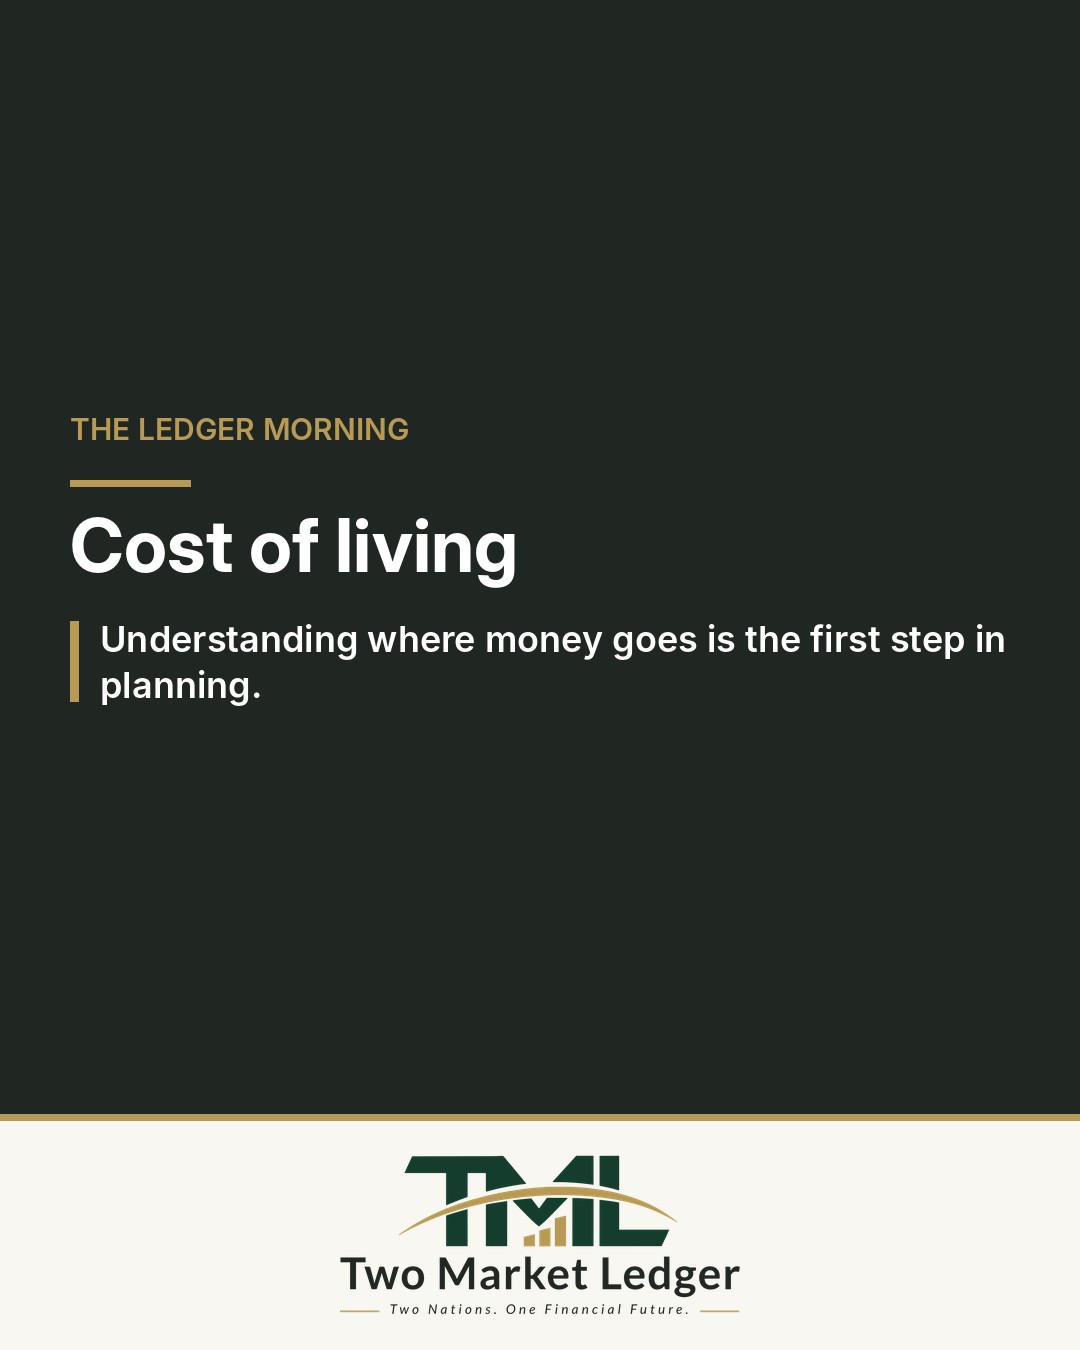 THE LEDGER MORNING
Cost of living
Understanding where money goes is the first step in
planning.
TML
Two Market Ledger
Two Nations. One Financial Future.